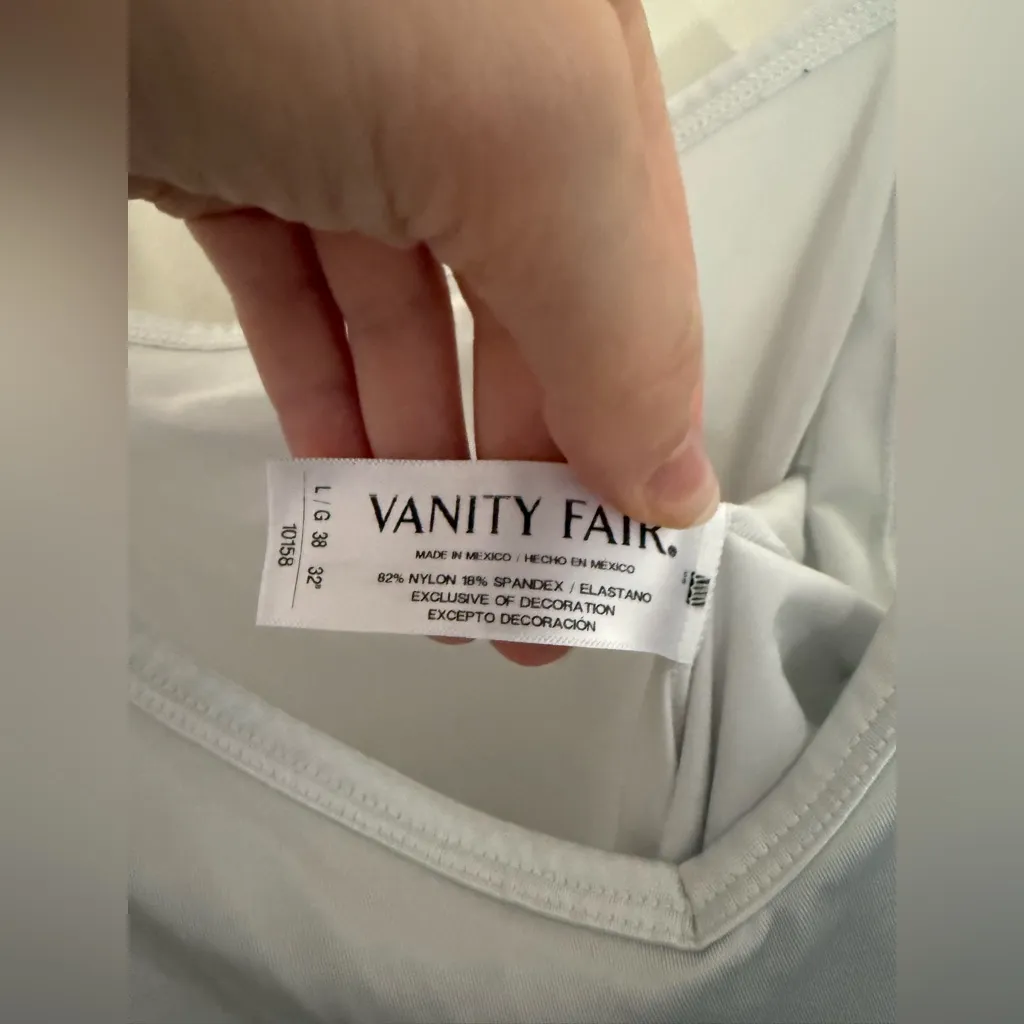 VANITY FAIR.
MADE IN MEXICO / HECHO EN MÉXICO
82% NYLON 18% SPANDEX / ELASTANO
EXCLUSIVE OF DECORATION
EXCEPTO DECORACIÓN
L / G 38 32"
10158